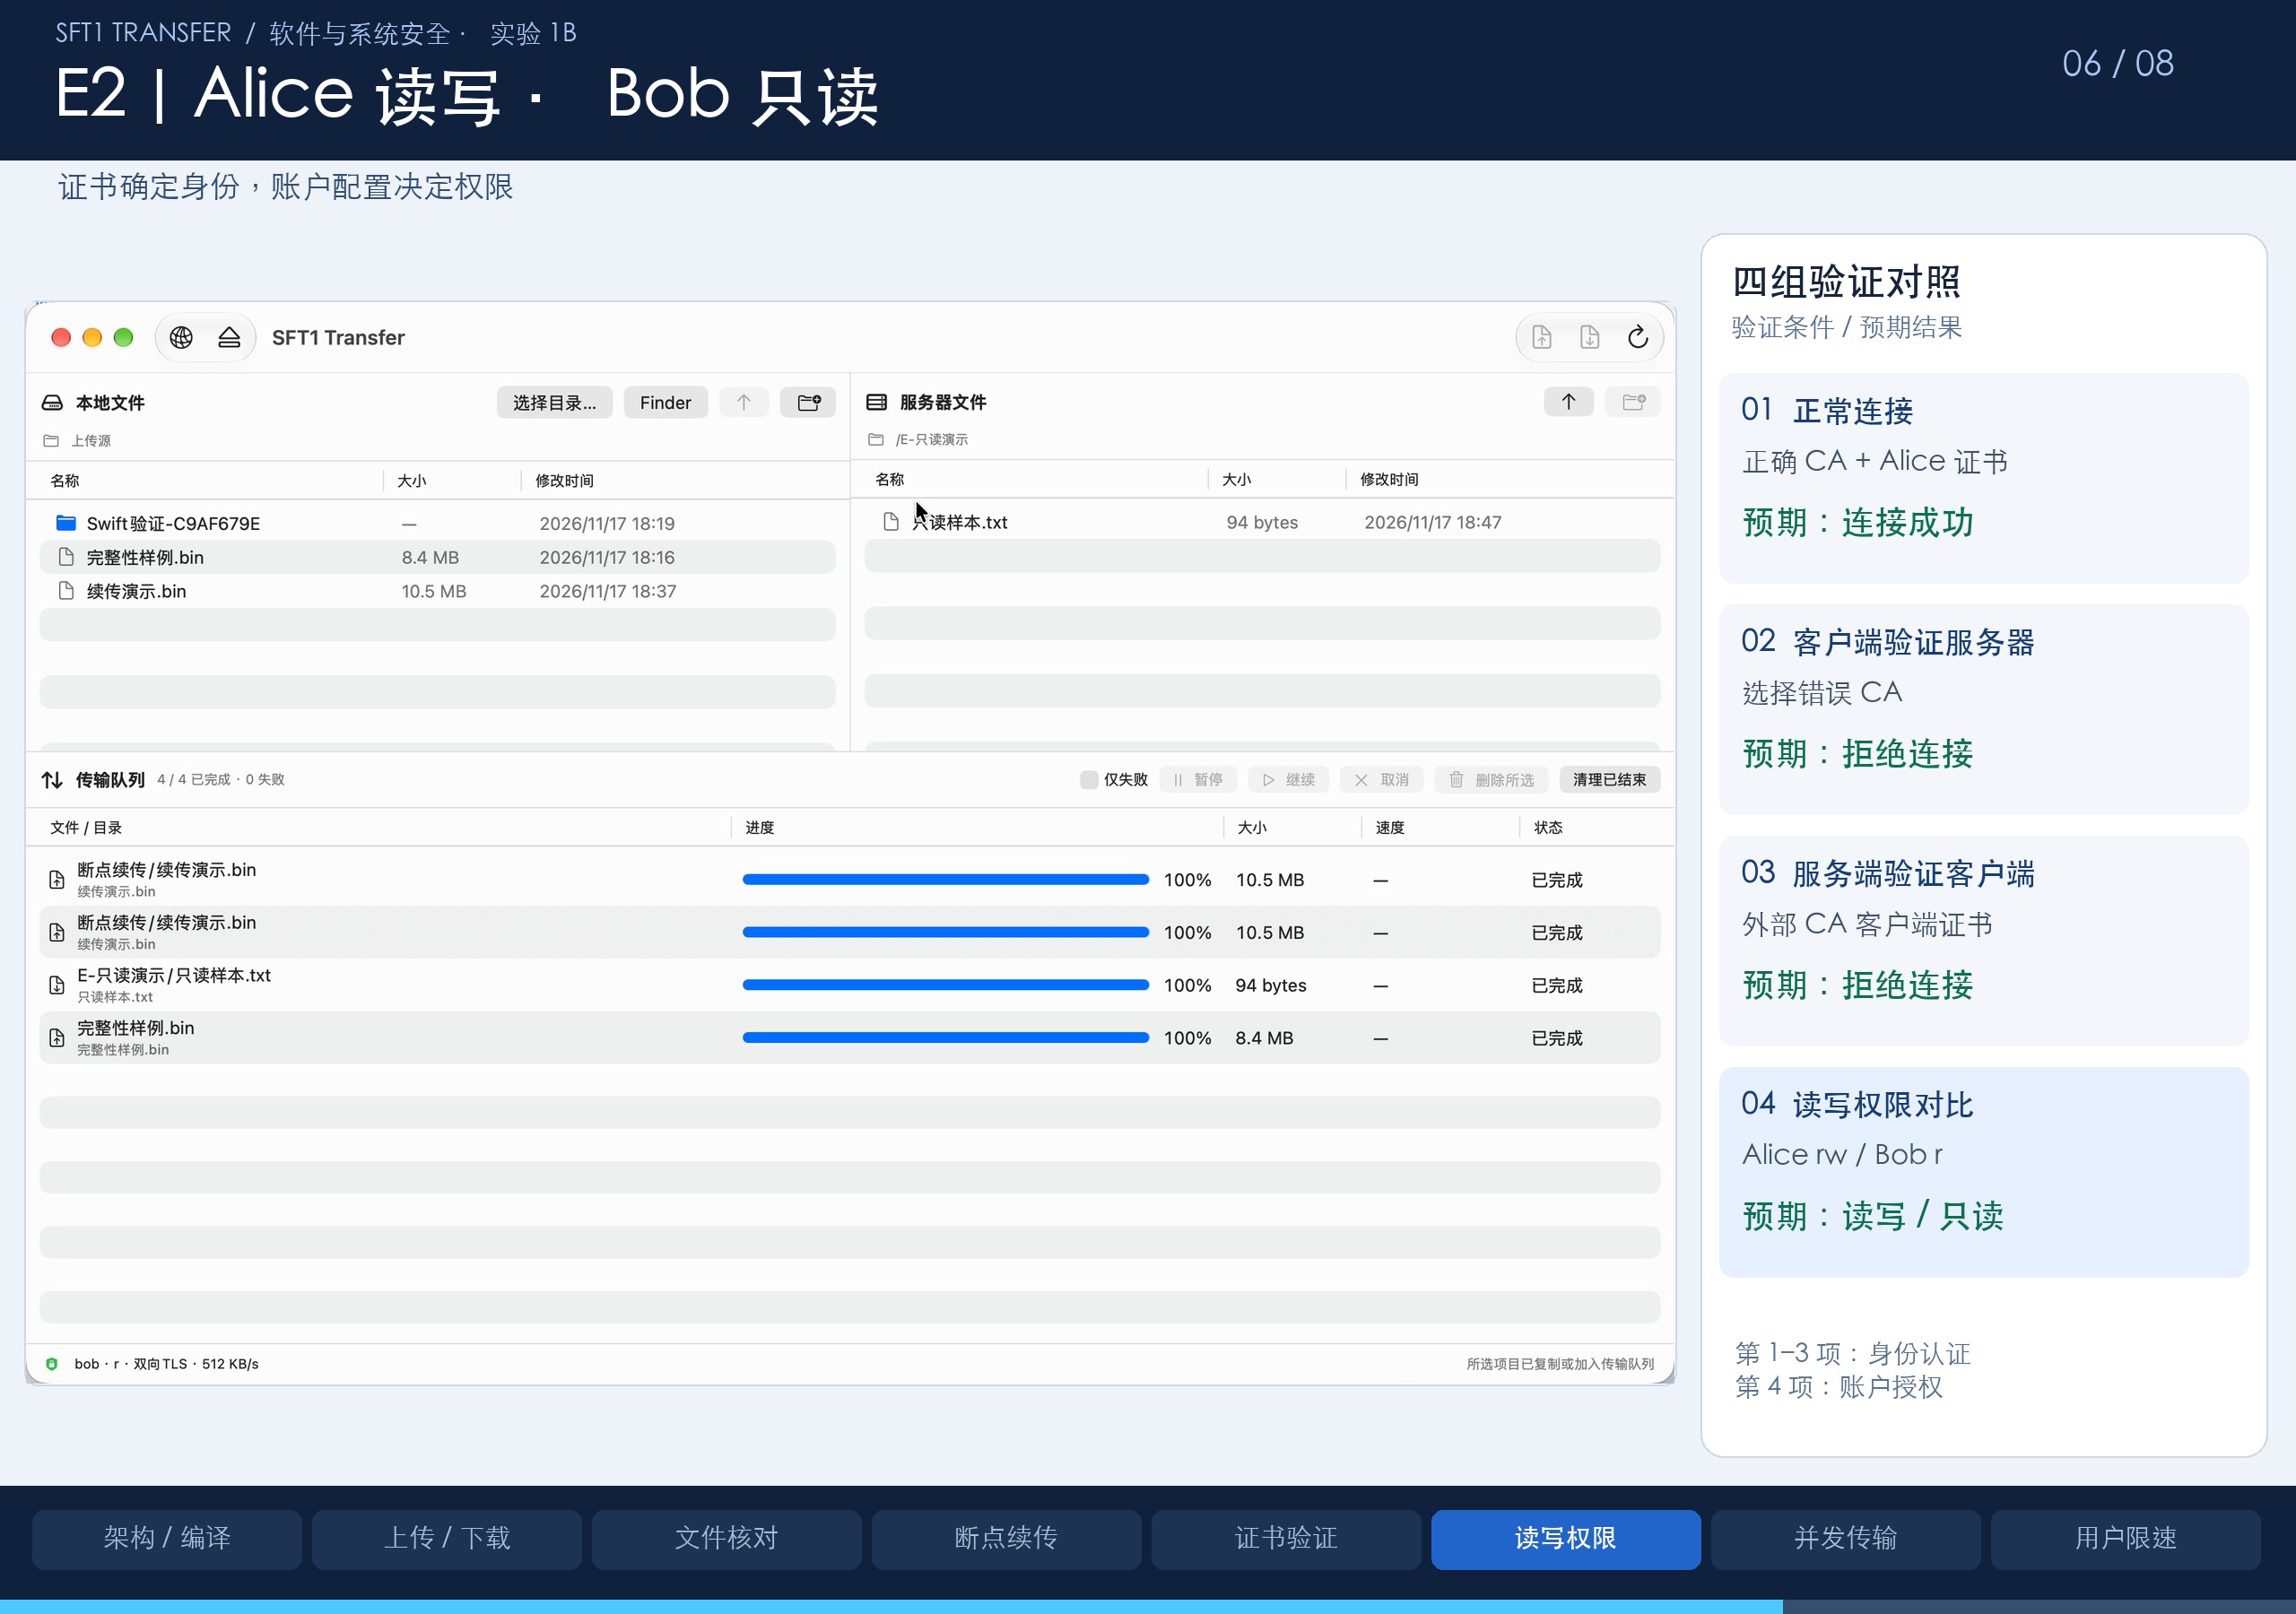 SFT1 TRANSFER / 软件与系统安全 · 实验 1B
E2 | Alice 读写 · Bob 只读
06 / 08
证书确定身份，账户配置决定权限
SFT1 Transfer
本地文件
选择目录...
Finder
上传源
名称 大小 修改时间
Swift验证-C9AF679E — 2026/11/17 18:19
完整性样例.bin 8.4 MB 2026/11/17 18:16
续传演示.bin 10.5 MB 2026/11/17 18:37
服务器文件
/E-只读演示
名称 大小 修改时间
只读样本.txt 94 bytes 2026/11/17 18:47
传输队列 4 / 4 已完成 · 0 失败
仅失败 暂停 继续 取消 删除所选 清理已结束
文件 / 目录 进度 大小 速度 状态
断点续传/续传演示.bin
续传演示.bin
100% 10.5 MB — 已完成
断点续传/续传演示.bin
续传演示.bin
100% 10.5 MB — 已完成
E-只读演示/只读样本.txt
只读样本.txt
100% 94 bytes — 已完成
完整性样例.bin
完整性样例.bin
100% 8.4 MB — 已完成
bob · r · 双向TLS · 512 KB/s
所选项目已复制或加入传输队列
四组验证对照
验证条件 / 预期结果
01 正常连接
正确 CA + Alice 证书
预期：连接成功
02 客户端验证服务器
选择错误 CA
预期：拒绝连接
03 服务端验证客户端
外部 CA 客户端证书
预期：拒绝连接
04 读写权限对比
Alice rw / Bob r
预期：读写 / 只读
第 1–3 项：身份认证
第 4 项：账户授权
架构 / 编译
上传 / 下载
文件核对
断点续传
证书验证
读写权限
并发传输
用户限速